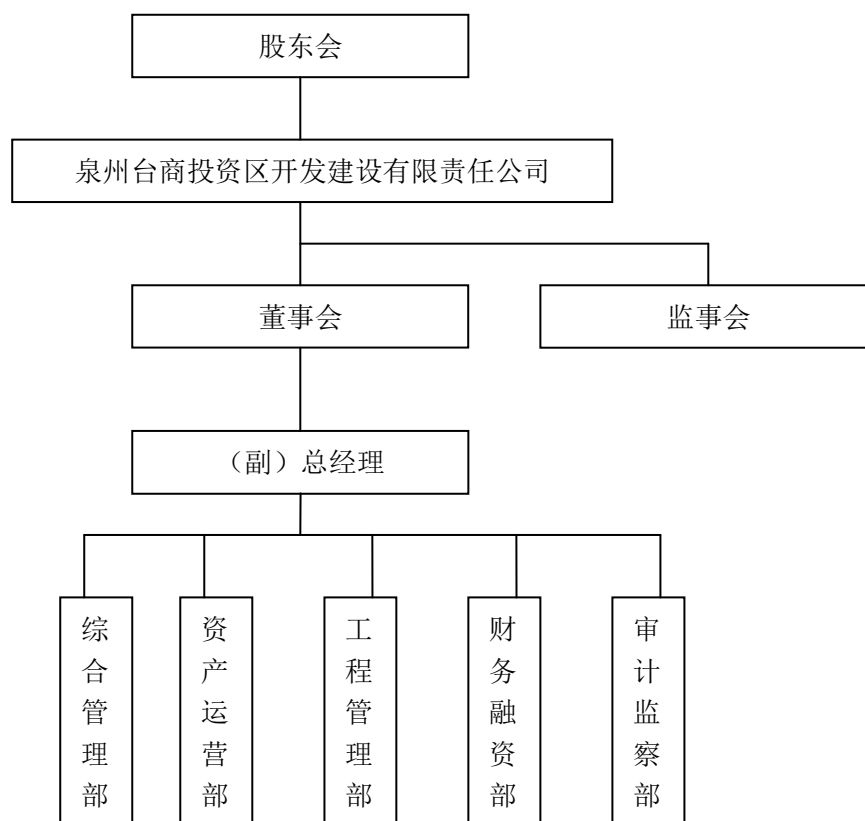 股东会
泉州台商投资区开发建设有限责任公司
董事会
监事会
（副）总经理
综合管理部
资产运营部
工程管理部
财务融资部
审计监察部